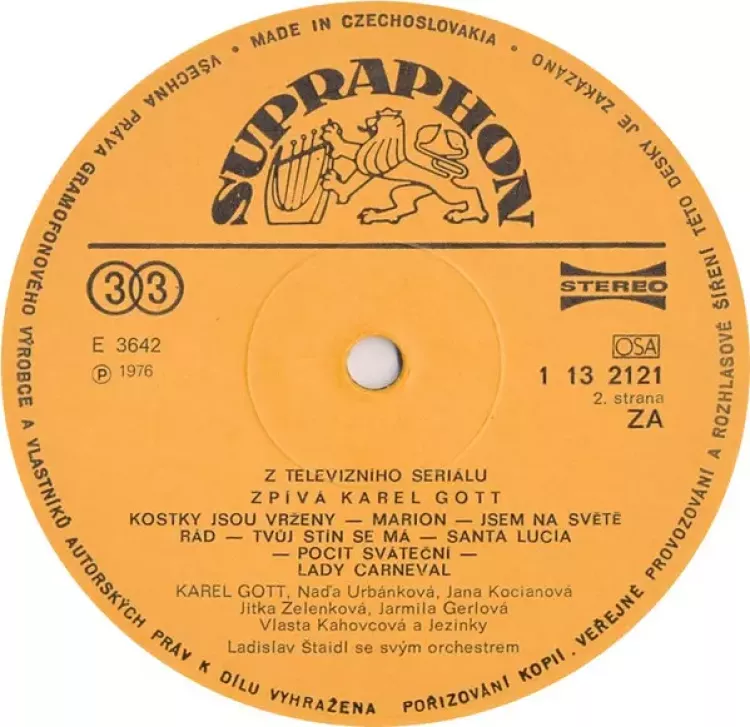 VŠECHNA PRÁVA GRAMOFONOVÉHO VÝROBCE A VLASTNÍKŮ AUTORSKÝCH PRÁV K DÍLU VYHRAŽENA
• MADE IN CZECHOSLOVAKIA •
POŘIZOVÁNÍ KOPIÍ . VEŘEJNÉ PROVOZOVÁNÍ A ROZHLASOVÉ ŠÍŘENÍ TÉTO DESKY JE ZAKÁZÁNO
SUPRAPHON
33
STEREO
E 3642
℗ 1976
OSA
1 13 2121
2. strana
ZA
Z TELEVIZNÍHO SERIÁLU
ZPÍVÁ KAREL GOTT
KOSTKY JSOU VRŽENY — MARION — JSEM NA SVĚTĚ
RÁD — TVŮJ STÍN SE MÁ — SANTA LUCIA
— POCIT SVÁTEČNÍ —
LADY CARNEVAL
KAREL GOTT, Naďa Urbánková, Jana Kocianová
Jitka Zelenková, Jarmila Gerlová
Vlasta Kahovcová a Jezinky
Ladislav Štaidl se svým orchestrem